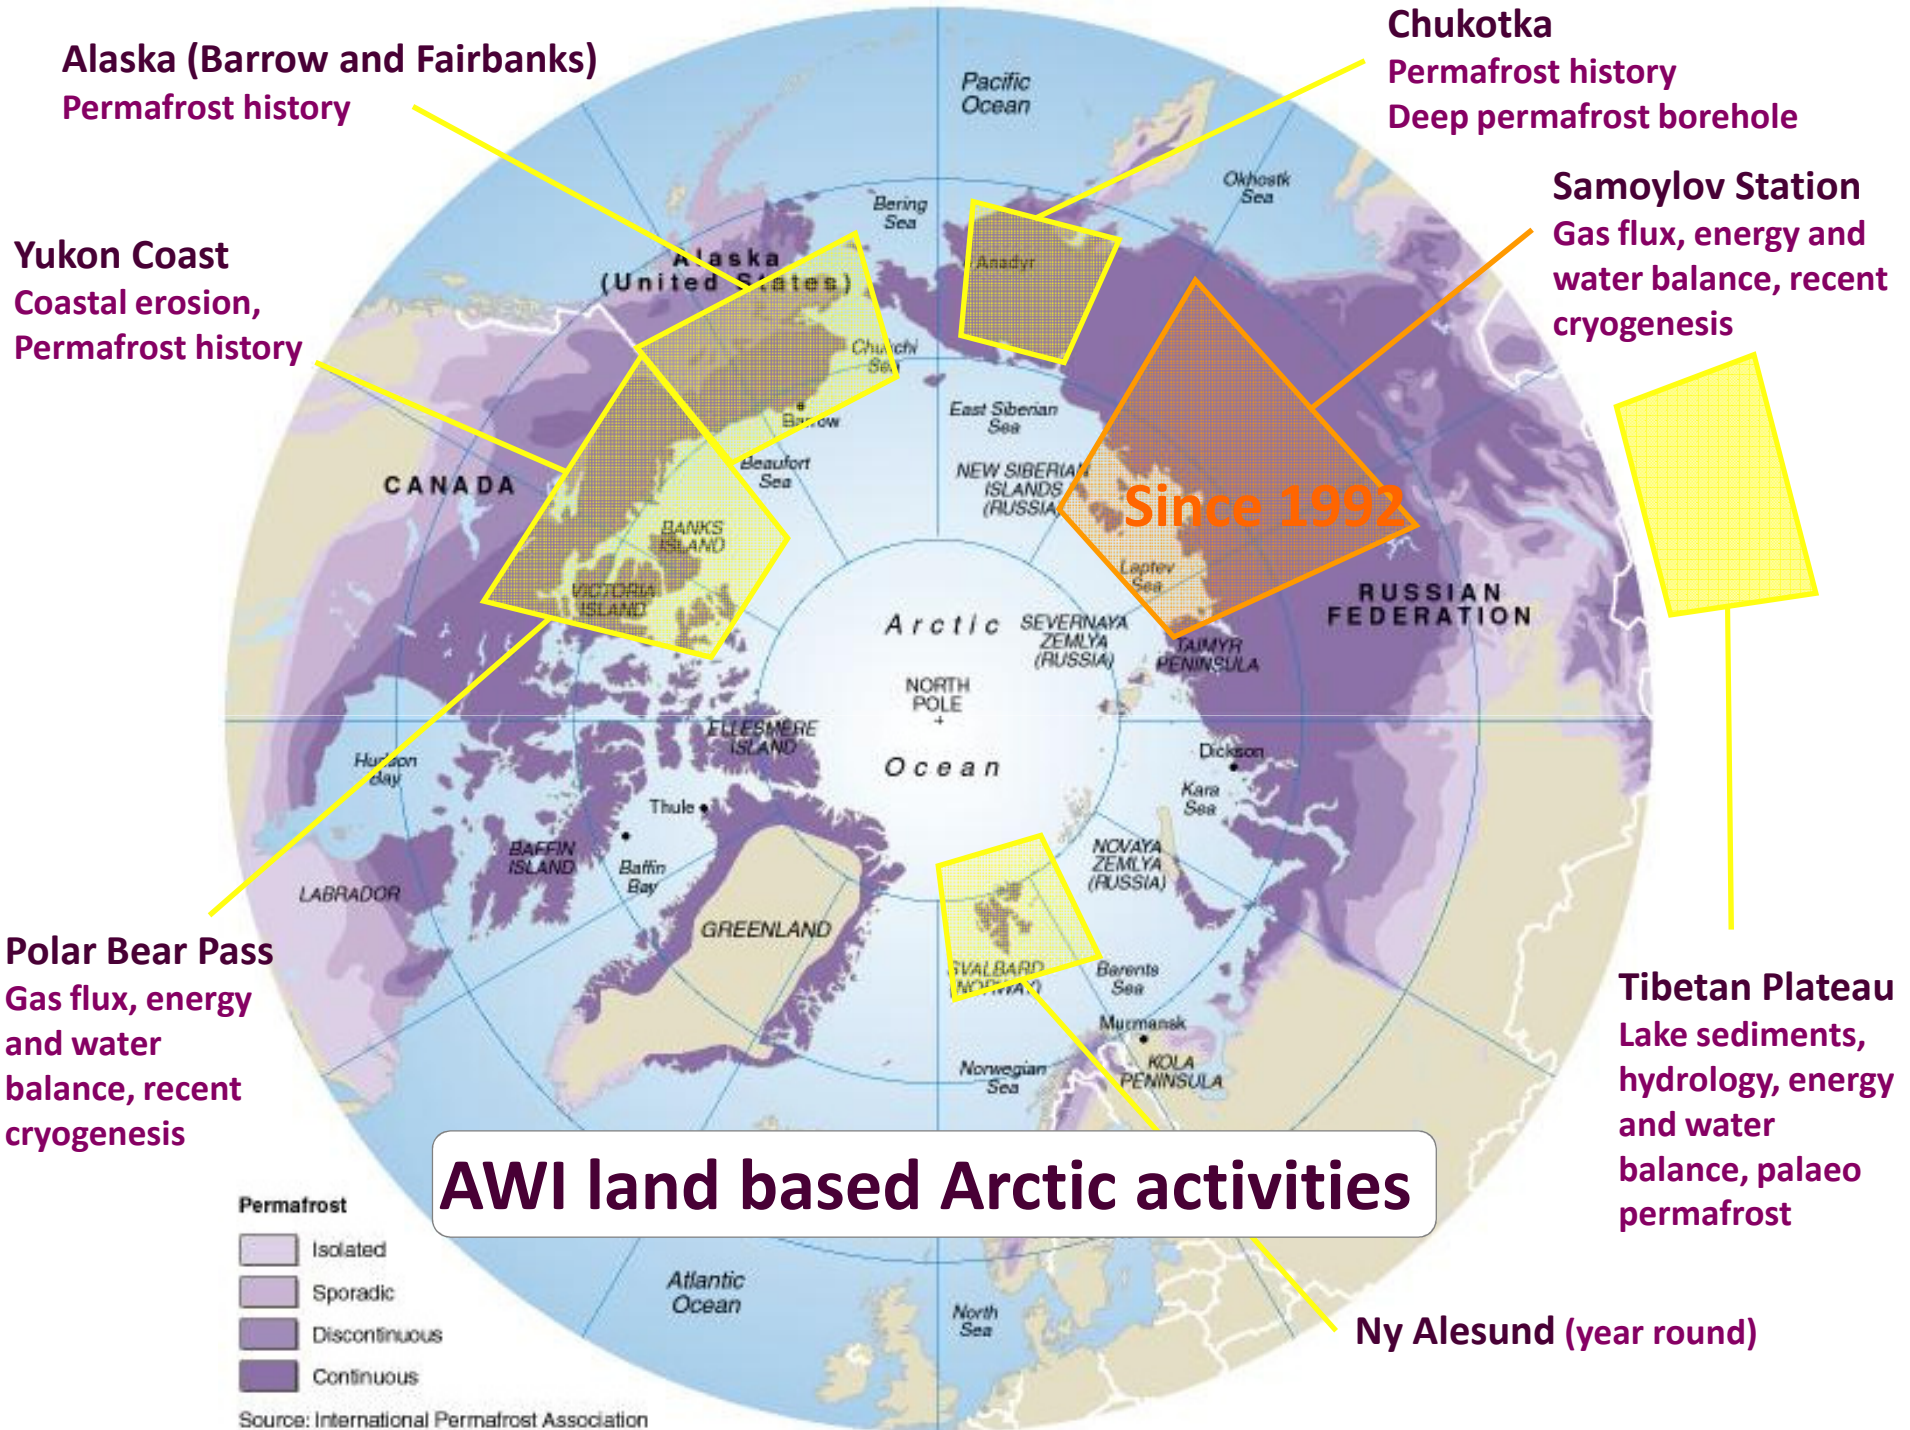 Alaska (Barrow and Fairbanks)
Permafrost history
Chukotka
Permafrost history
Deep permafrost borehole
Samoylov Station
Gas flux, energy and
water balance, recent
cryogenesis
Yukon Coast
Coastal erosion,
Permafrost history
Pacific
Ocean
Okhostk
Sea
Bering
Sea
Alaska
(United States)
Anadyr
Chukchi
Sea
Barrow
Beaufort
Sea
East Siberian
Sea
NEW SIBERIAN
ISLANDS
(RUSSIA)
Since 1992
CANADA
BANKS
ISLAND
VICTORIA
ISLAND
Laptev
Sea
RUSSIAN
FEDERATION
Arctic
SEVERNAYA
ZEMLYA
(RUSSIA)
TAIMYR
PENINSULA
NORTH
POLE
+
ELLESMERE
ISLAND
Ocean
Hudson
Bay
Dickson
Kara
Sea
Thule
BAFFIN
ISLAND
Baffin
Bay
NOVAYA
ZEMLYA
(RUSSIA)
LABRADOR
GREENLAND
SVALBARD
(NORWAY)
Barents
Sea
Murmansk
KOLA
PENINSULA
Norwegian
Sea
Polar Bear Pass
Gas flux, energy
and water
balance, recent
cryogenesis
Tibetan Plateau
Lake sediments,
hydrology, energy
and water
balance, palaeo
permafrost
AWI land based Arctic activities
Permafrost
Isolated
Sporadic
Discontinuous
Continuous
Source: International Permafrost Association
Atlantic
Ocean
North
Sea
Ny Alesund (year round)